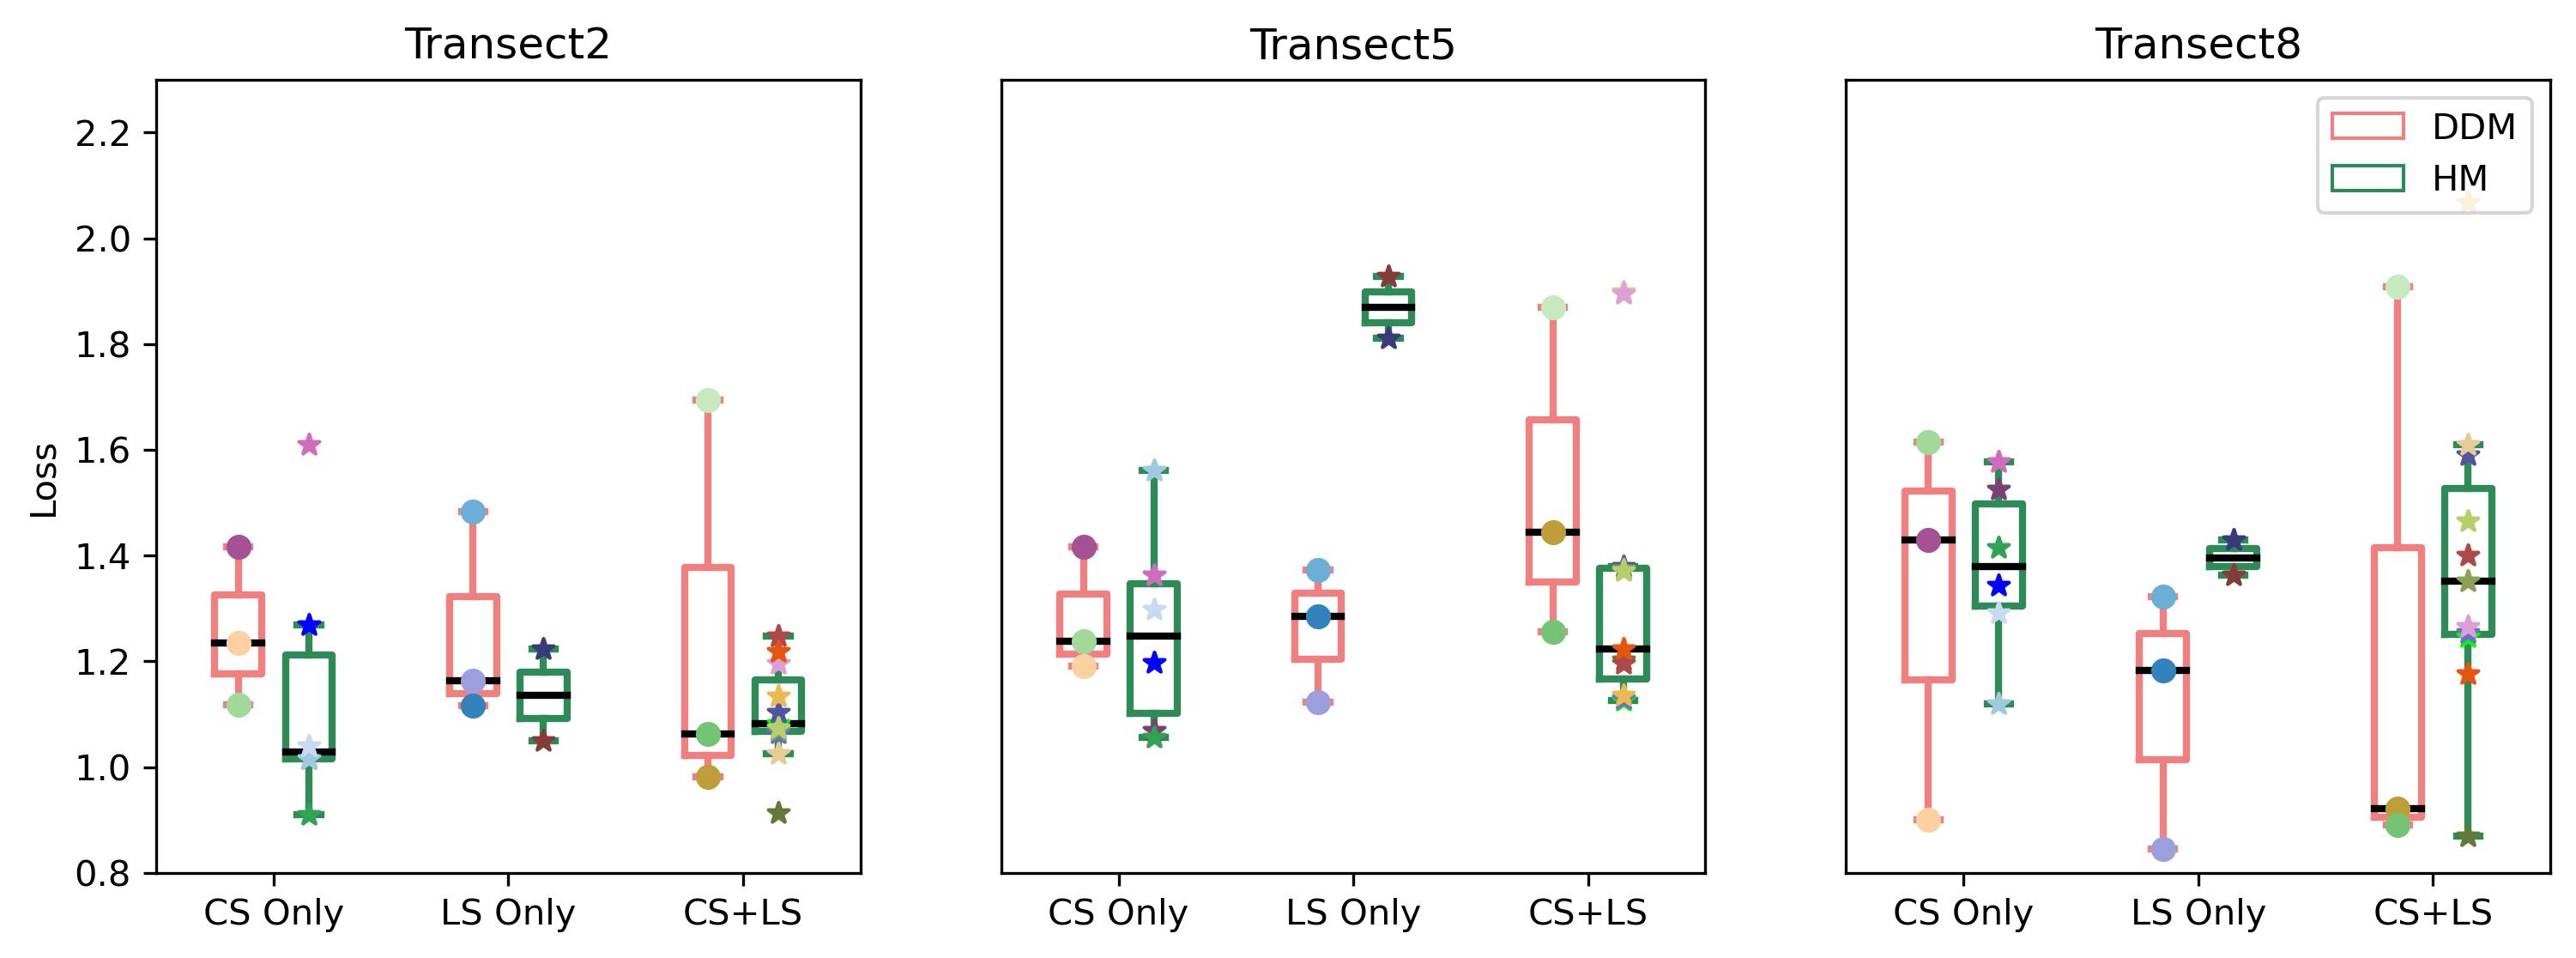 Transect2
Transect5
Transect8
DDM
HM
Loss
2.2
2.0
1.8
1.6
1.4
1.2
1.0
0.8
CS Only
LS Only
CS+LS
CS Only
LS Only
CS+LS
CS Only
LS Only
CS+LS